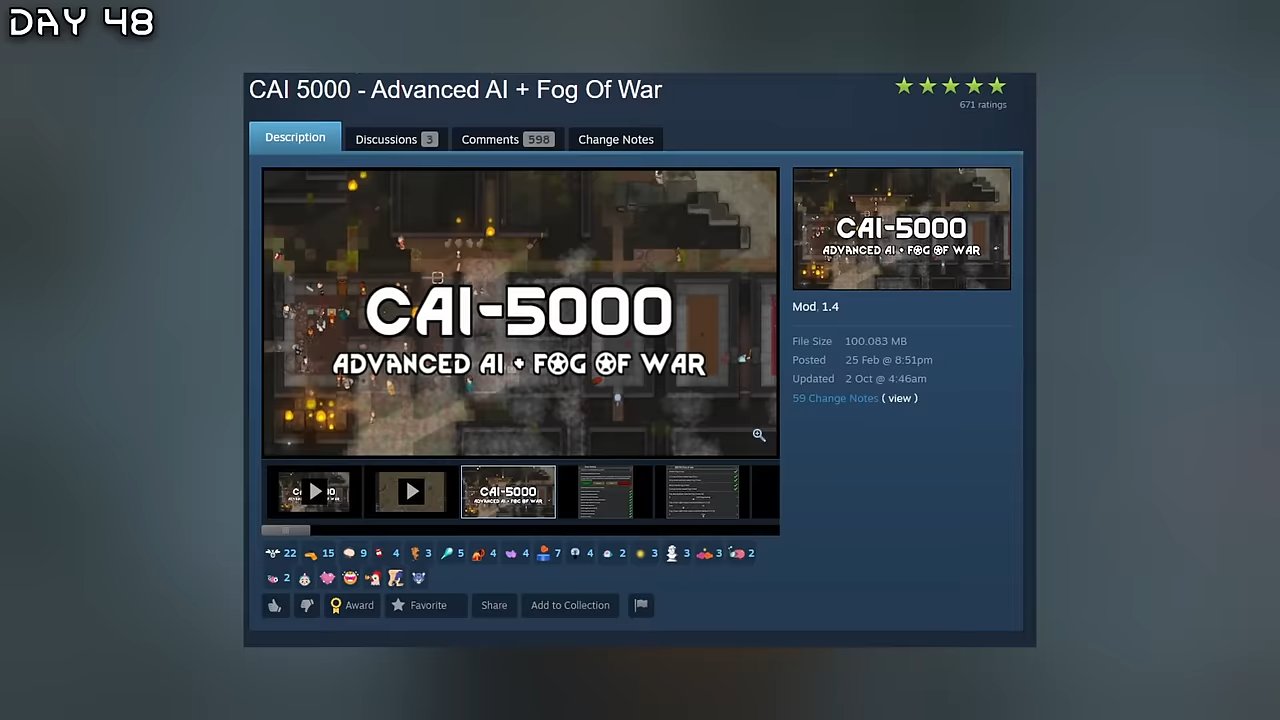 DAY 48
CAI 5000 - Advanced AI + Fog Of War
671 ratings
Description
Discussions 3
Comments 598
Change Notes
CAI-5000
ADVANCED AI + FOG OF WAR
CAI-5000
ADVANCED AI + FOG OF WAR
Mod, 1.4
File Size 100.083 MB
Posted 25 Feb @ 8:51pm
Updated 2 Oct @ 4:46am
59 Change Notes ( view )
CAI-5000
22 15 9 4 3 5 4 4 7 4 2 3 3 3 2
2
Award
Favorite
Share
Add to Collection